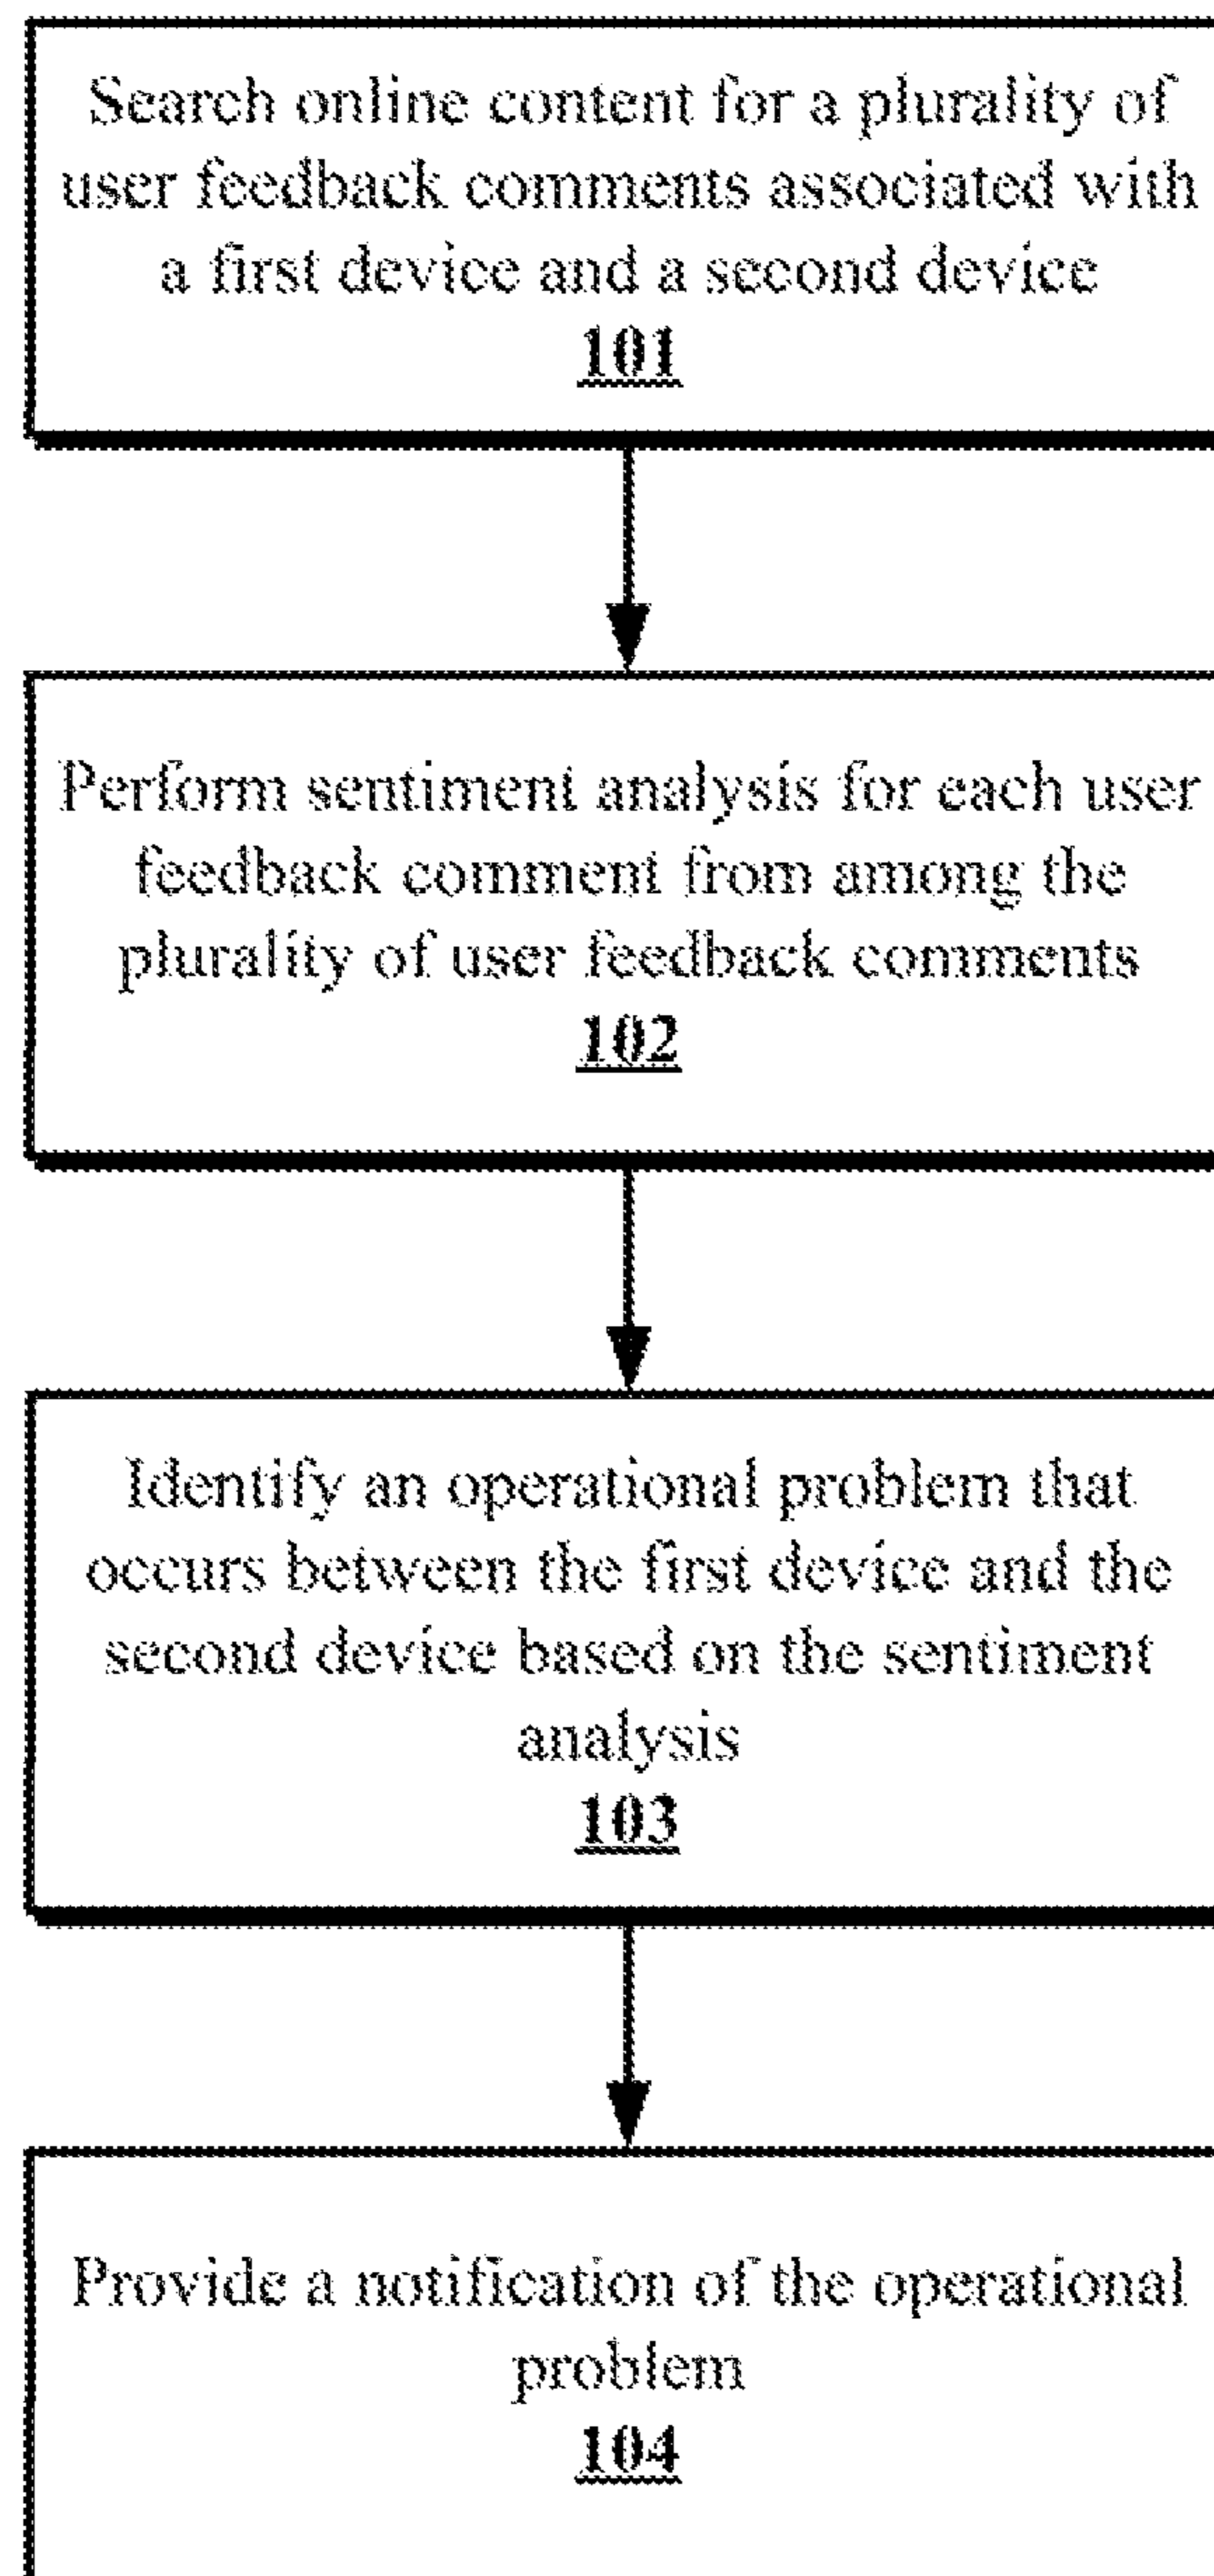 Search online content for a plurality of
user feedback comments associated with
a first device and a second device
101
Perform sentiment analysis for each user
feedback comment from among the
plurality of user feedback comments
102
Identify an operational problem that
occurs between the first device and the
second device based on the sentiment
analysis
103
Provide a notification of the operational
problem
104